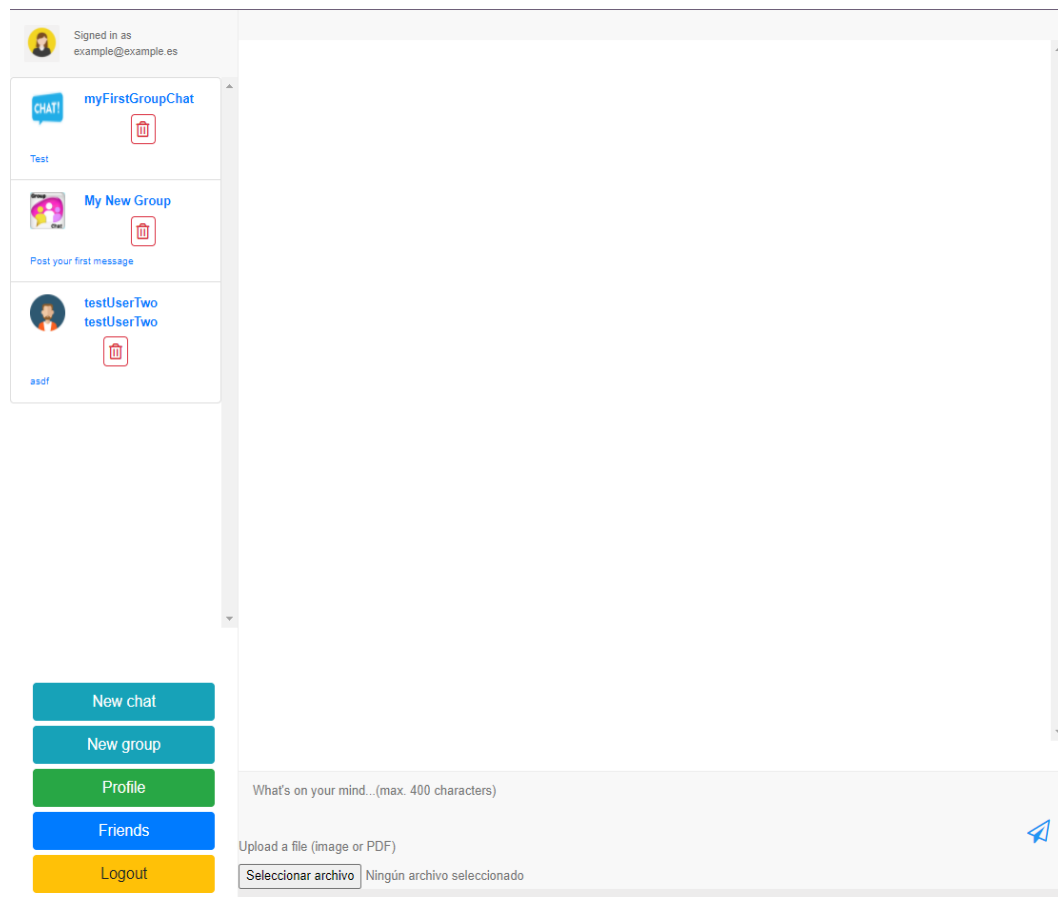 Signed in as
example@example.es
CHAT!
myFirstGroupChat
Test
Group
Chat
My New Group
Post your first message
testUserTwo
testUserTwo
asdf
New chat
New group
Profile
Friends
Logout
What's on your mind...(max. 400 characters)
Upload a file (image or PDF)
Seleccionar archivo Ningún archivo seleccionado